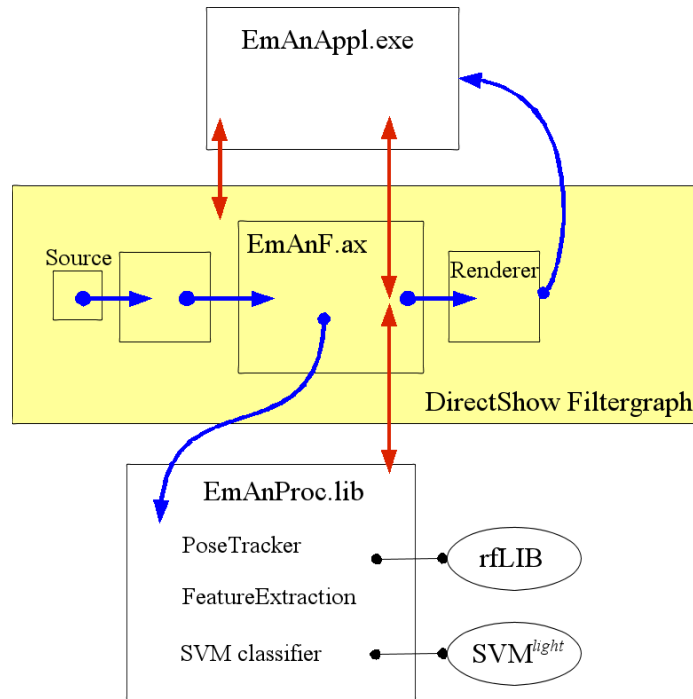 EmAnAppl.exe
EmAnF.ax
Source
Renderer
DirectShow Filtergraph
EmAnProc.lib
PoseTracker
rfLIB
FeatureExtraction
SVM classifier
SVMlight